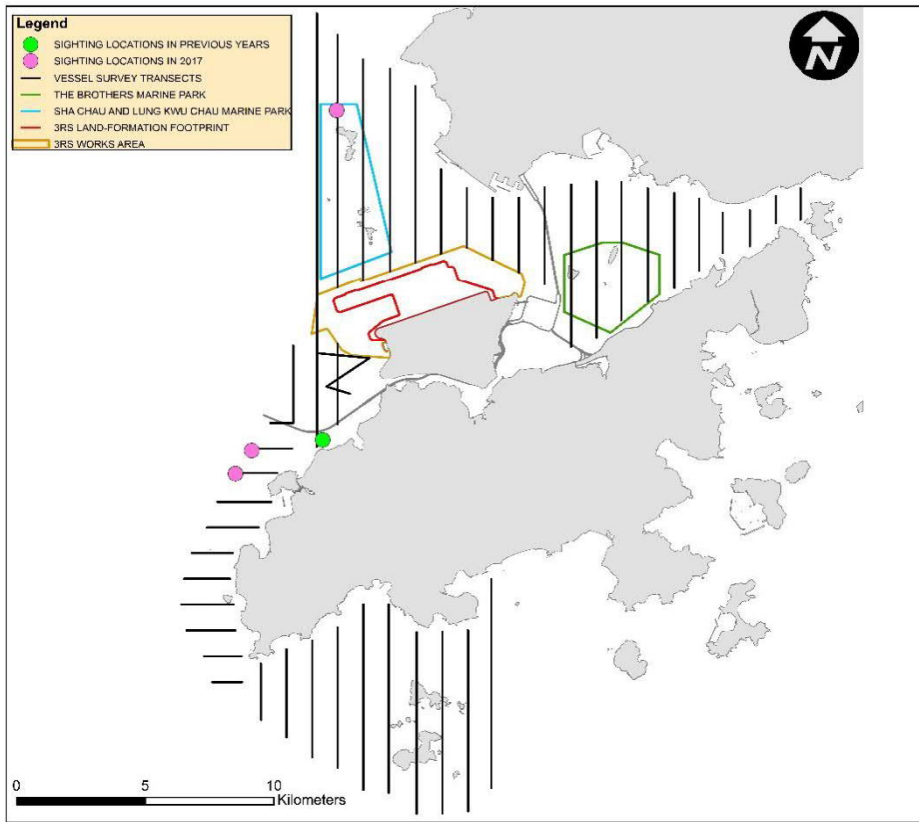 Legend
SIGHTING LOCATIONS IN PREVIOUS YEARS
SIGHTING LOCATIONS IN 2017
VESSEL SURVEY TRANSECTS
THE BROTHERS MARINE PARK
SHA CHAU AND LUNG KWU CHAU MARINE PARK
3RS LAND-FORMATION FOOTPRINT
3RS WORKS AREA
N
0 5 10
Kilometers